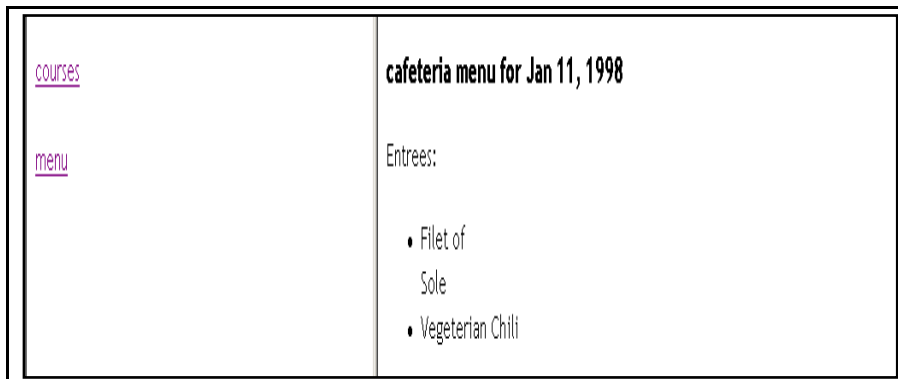 courses
menu
cafeteria menu for Jan 11, 1998
Entrees:
• Filet of
Sole
• Vegeterian Chili